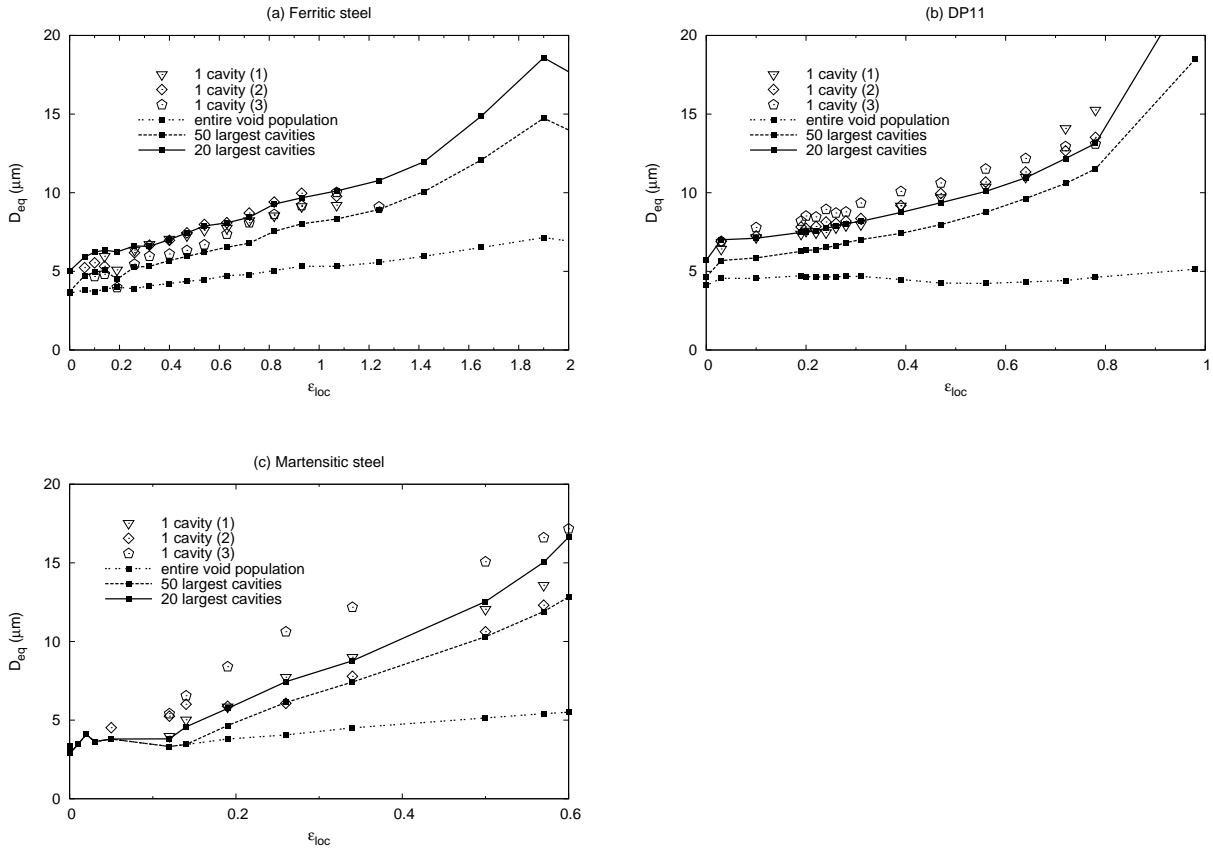 (a) Ferritic steel
20
15
10
5
0
D_eq (μm)
1 cavity (1)
1 cavity (2)
1 cavity (3)
entire void population
50 largest cavities
20 largest cavities
0 0.2 0.4 0.6 0.8 1 1.2 1.4 1.6 1.8 2
ε_loc
(b) DP11
20
15
10
5
0
D_eq (μm)
1 cavity (1)
1 cavity (2)
1 cavity (3)
entire void population
50 largest cavities
20 largest cavities
0 0.2 0.4 0.6 0.8 1
ε_loc
(c) Martensitic steel
20
15
10
5
0
D_eq (μm)
1 cavity (1)
1 cavity (2)
1 cavity (3)
entire void population
50 largest cavities
20 largest cavities
0 0.2 0.4 0.6
ε_loc